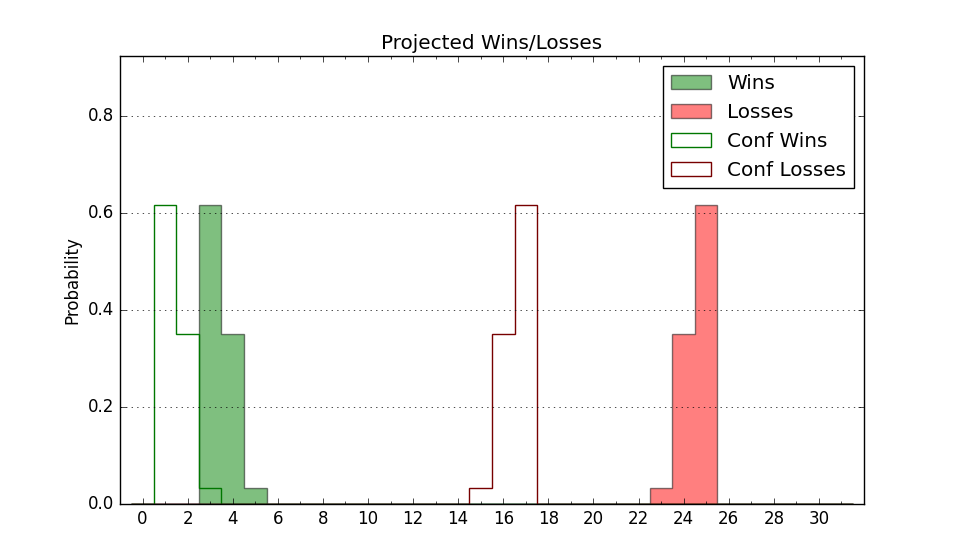 Projected Wins/Losses
Wins
Losses
Conf Wins
Conf Losses
Probability
0.8
0.6
0.4
0.2
0.0
0 2 4 6 8 10 12 14 16 18 20 22 24 26 28 30